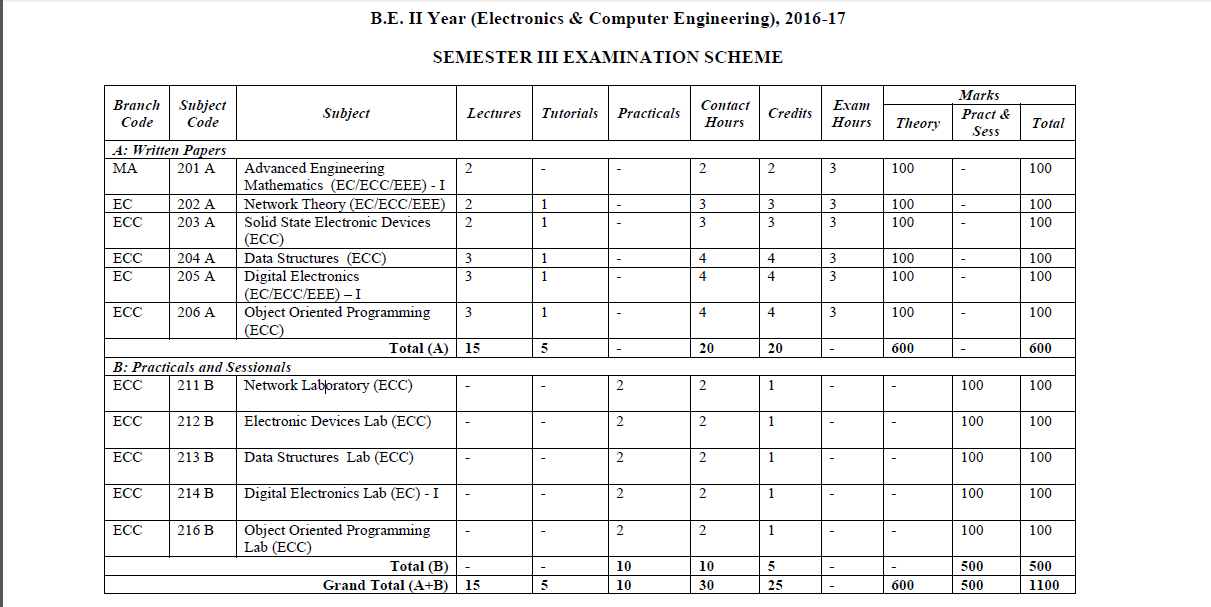 B.E. II Year (Electronics & Computer Engineering), 2016-17
SEMESTER III EXAMINATION SCHEME
Branch Code Subject Code Subject Lectures Tutorials Practicals Contact Hours Credits Exam Hours Marks
Theory Pract & Sess Total
A: Written Papers
MA 201 A Advanced Engineering 2 - - 2 2 3 100 - 100
Mathematics (EC/ECC/EEE) - I
EC 202 A Network Theory (EC/ECC/EEE) 2 1 - 3 3 3 100 - 100
ECC 203 A Solid State Electronic Devices 2 1 - 3 3 3 100 - 100
(ECC)
ECC 204 A Data Structures (ECC) 3 1 - 4 4 3 100 - 100
EC 205 A Digital Electronics 3 1 - 4 4 3 100 - 100
(EC/ECC/EEE) – I
ECC 206 A Object Oriented Programming 3 1 - 4 4 3 100 - 100
(ECC)
Total (A) 15 5 - 20 20 - 600 - 600
B: Practicals and Sessionals
ECC 211 B Network Laboratory (ECC) - - 2 2 1 - - 100 100
ECC 212 B Electronic Devices Lab (ECC) - - 2 2 1 - - 100 100
ECC 213 B Data Structures Lab (ECC) - - 2 2 1 - - 100 100
ECC 214 B Digital Electronics Lab (EC) - I - - 2 2 1 - - 100 100
ECC 216 B Object Oriented Programming - - 2 2 1 - - 100 100
Lab (ECC)
Total (B) - - 10 10 5 - - 500 500
Grand Total (A+B) 15 5 10 30 25 - 600 500 1100